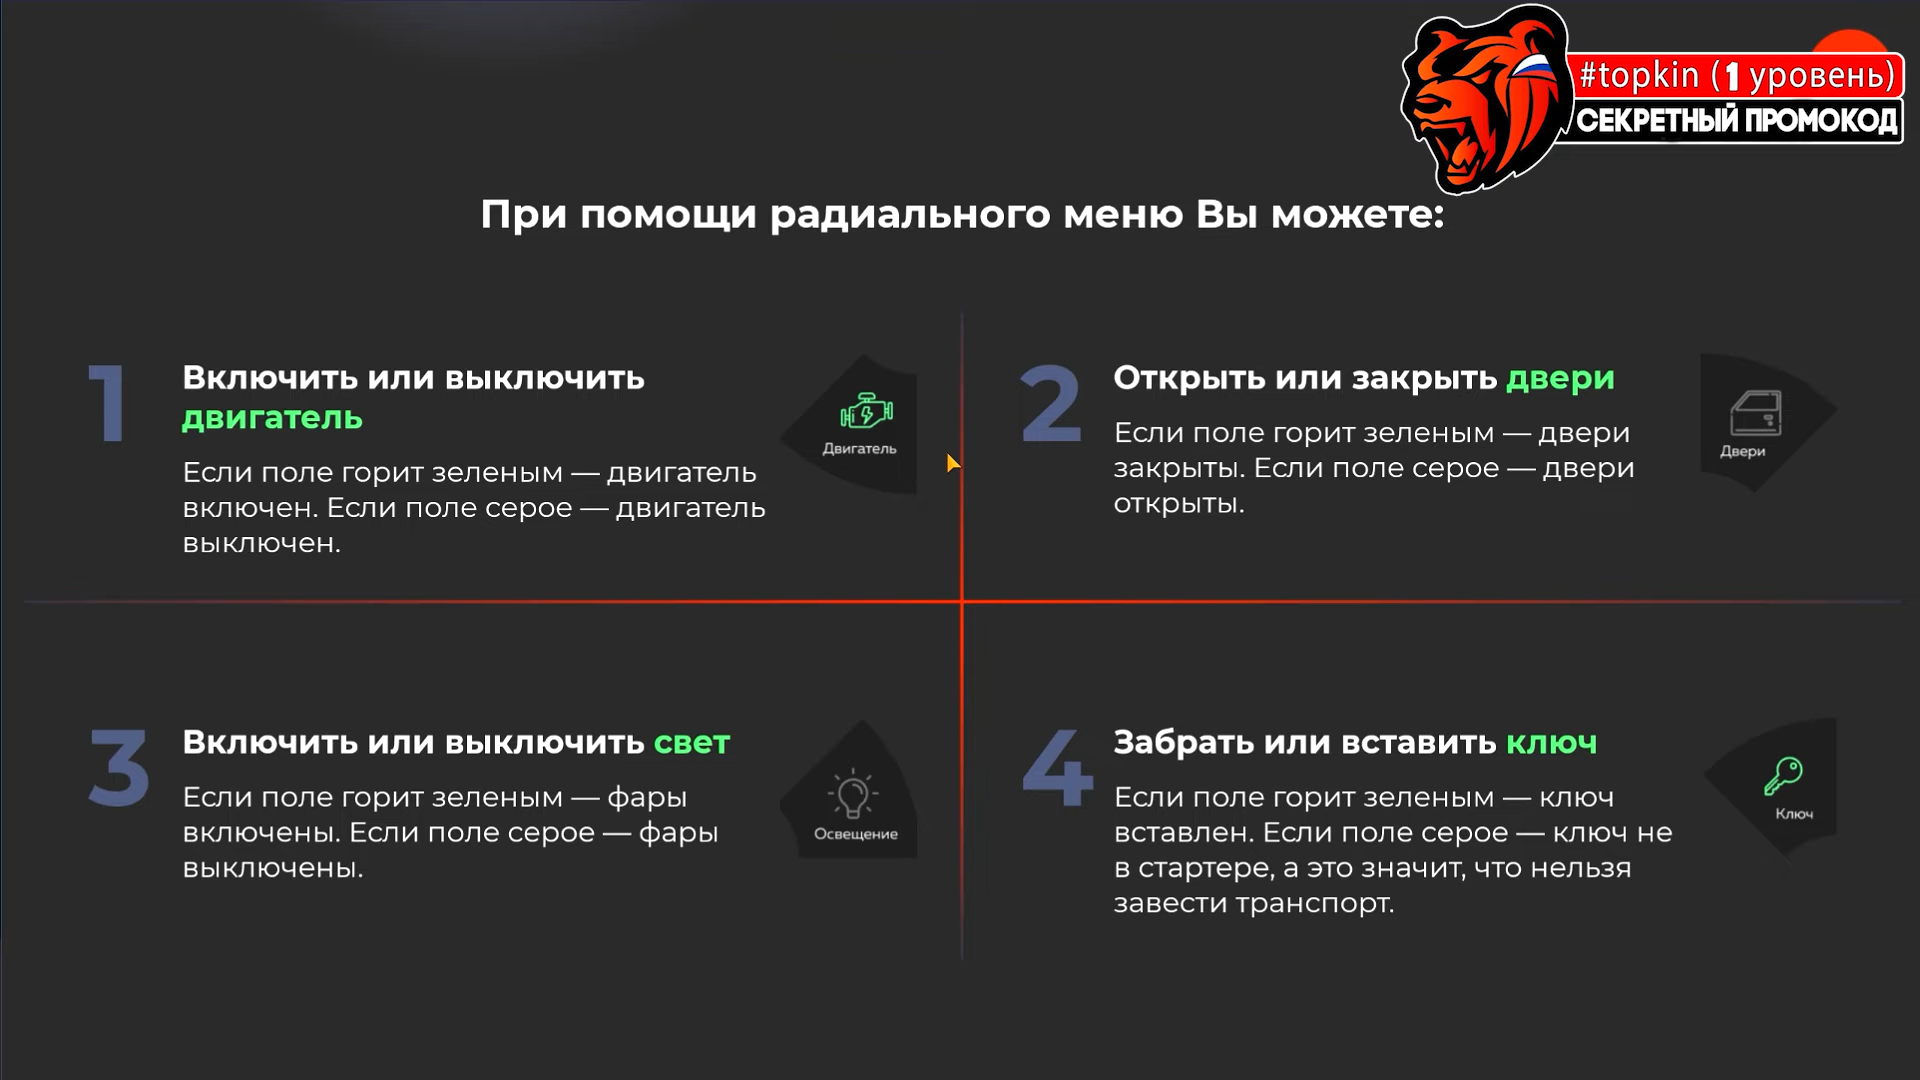 #topkin (1 уровень)
СЕКРЕТНЫЙ ПРОМОКОД
При помощи радиального меню Вы можете:
1
Включить или выключить
двигатель
Если поле горит зеленым — двигатель
включен. Если поле серое — двигатель
выключен.
Двигатель
2
Открыть или закрыть двери
Если поле горит зеленым — двери
закрыты. Если поле серое — двери
открыты.
Двери
3
Включить или выключить свет
Если поле горит зеленым — фары
включены. Если поле серое — фары
выключены.
Освещение
4
Забрать или вставить ключ
Если поле горит зеленым — ключ
вставлен. Если поле серое — ключ не
в стартере, а это значит, что нельзя
завести транспорт.
Ключ